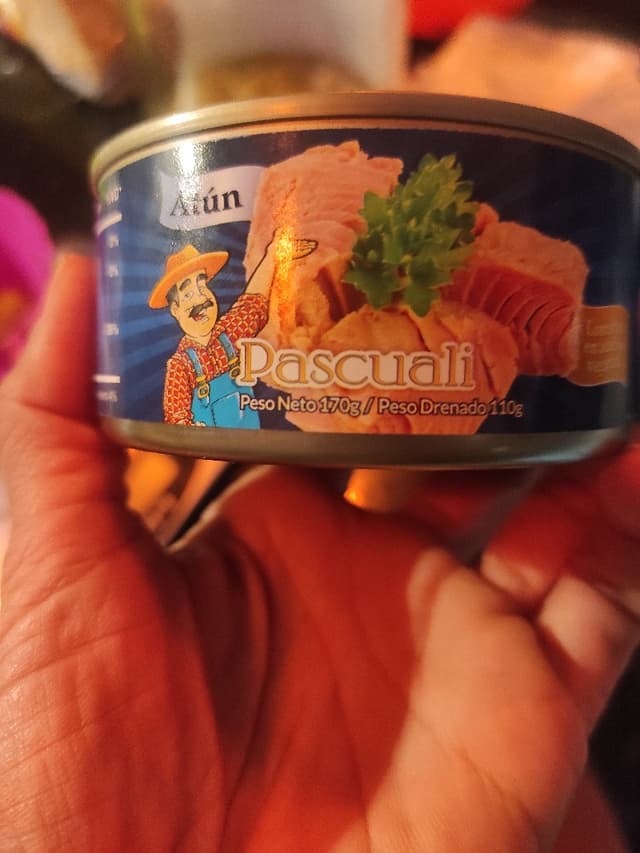 Atún
Pascuali
Peso Neto 170g / Peso Drenado 110g